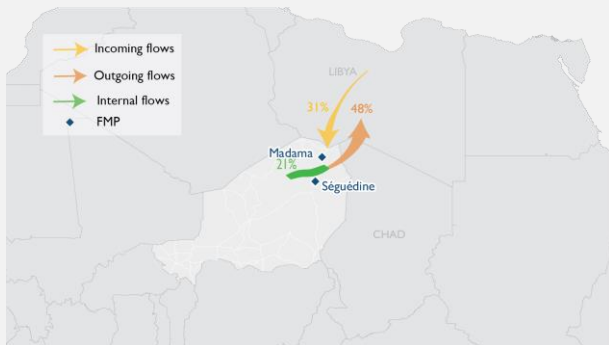 Incoming flows
Outgoing flows
Internal flows
FMP
LIBYA
31%
48%
Madama
21%
Séguédine
CHAD